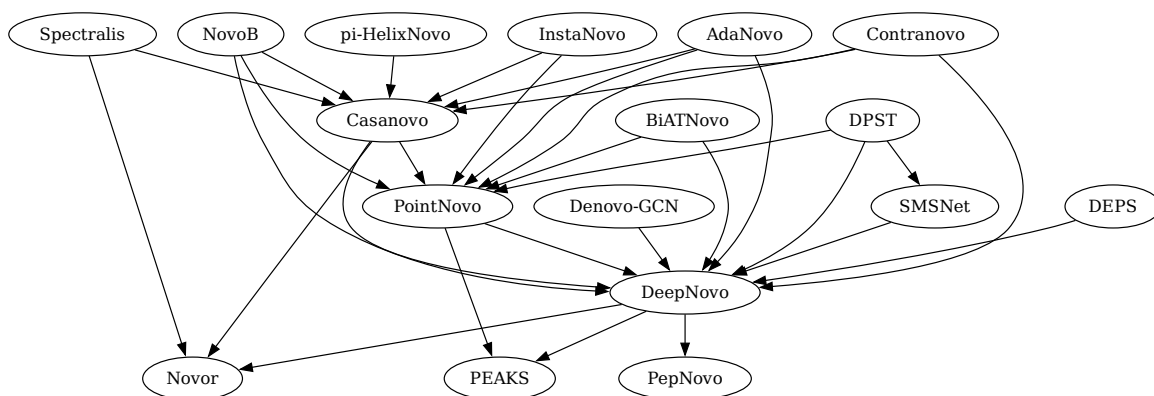 Spectralis NovoB pi-HelixNovo InstaNovo AdaNovo Contranovo
Casanovo BiATNovo DPST
PointNovo Denovo-GCN SMSNet DEPS
DeepNovo
Novor PEAKS PepNovo